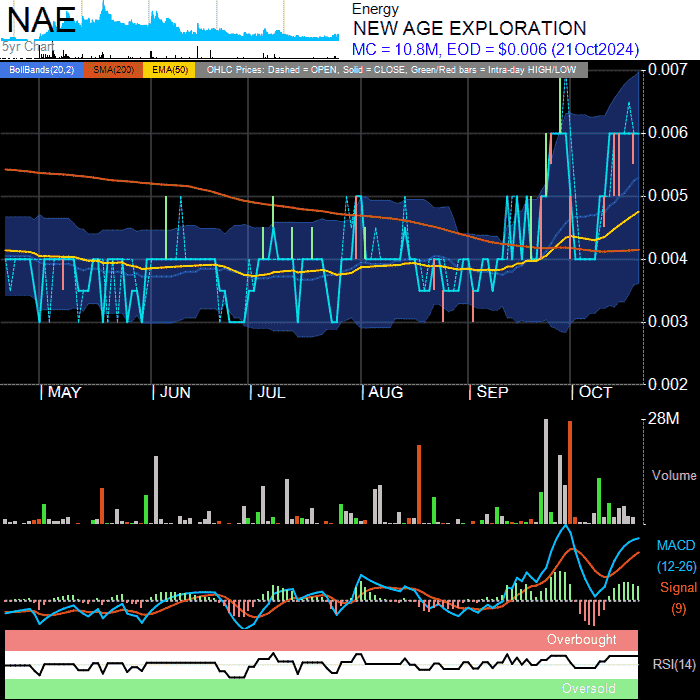 NAE
5yr Chart
Energy
NEW AGE EXPLORATION
MC = 10.8M, EOD = $0.006 (21Oct2024)
BollBands(20,2) SMA(200) EMA(50) OHLC Prices: Dashed = OPEN, Solid = CLOSE, Green/Red bars = Intra-day HIGH/LOW
0.007
0.006
0.005
0.004
0.003
0.002
MAY JUN JUL AUG SEP OCT
28M
Volume
MACD
(12-26)
Signal
(9)
Overbought
RSI(14)
Oversold